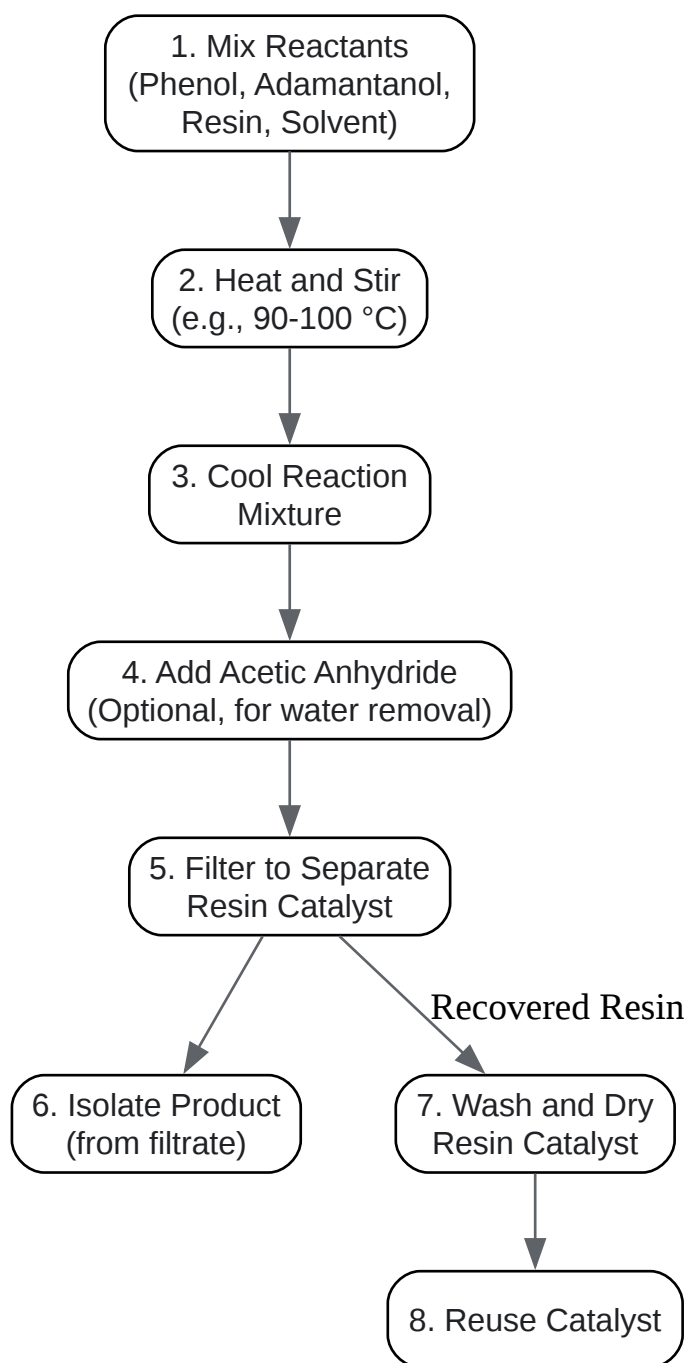 1. Mix Reactants
(Phenol, Adamantanol,
Resin, Solvent)
2. Heat and Stir
(e.g., 90-100 °C)
3. Cool Reaction
Mixture
4. Add Acetic Anhydride
(Optional, for water removal)
5. Filter to Separate
Resin Catalyst
Recovered Resin
6. Isolate Product
(from filtrate)
7. Wash and Dry
Resin Catalyst
8. Reuse Catalyst